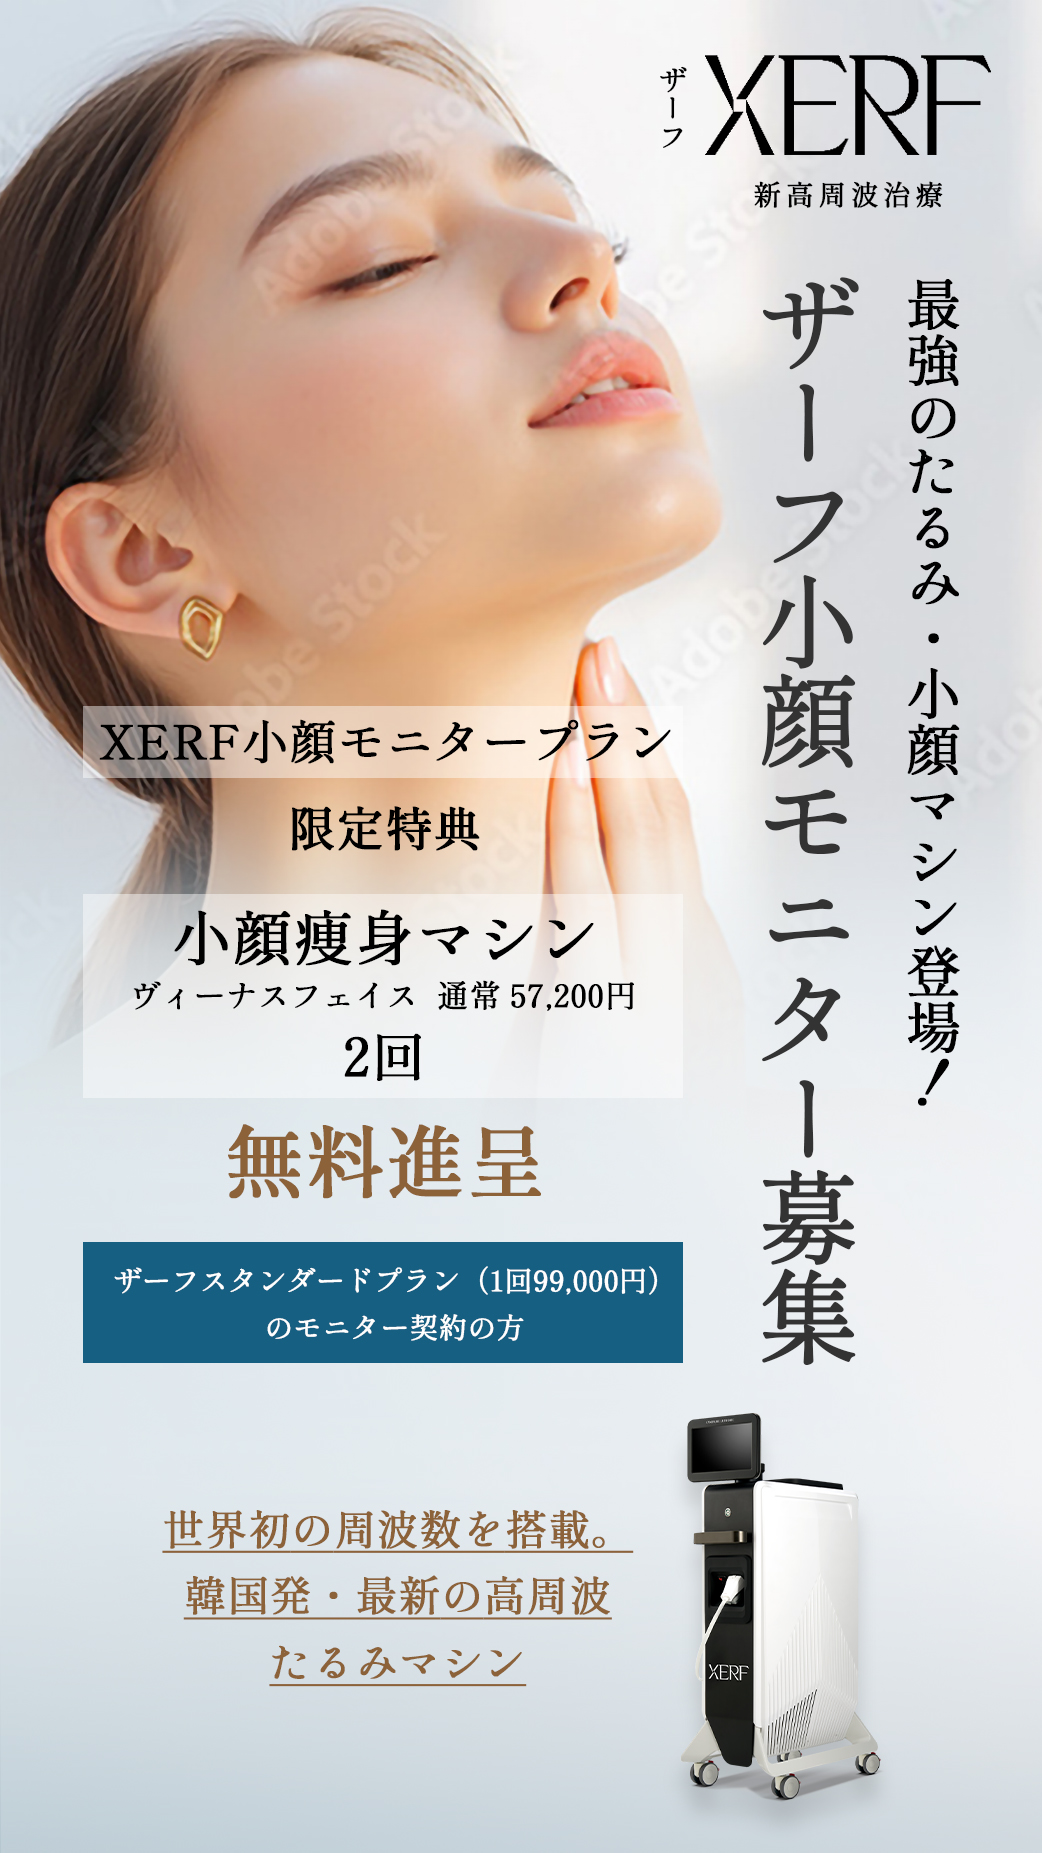 ザーフ
XERF
新高周波治療
最強のたるみ・小顔マシン登場！
ザーフ小顔モニター募集
XERF小顔モニタープラン
限定特典
小顔痩身マシン
ヴィーナスフェイス 通常 57,200円
2回
無料進呈
ザーフスタンダードプラン（1回99,000円）
のモニター契約の方
世界初の周波数を搭載。
韓国発・最新の高周波
たるみマシン
XERF
Adobe Stock